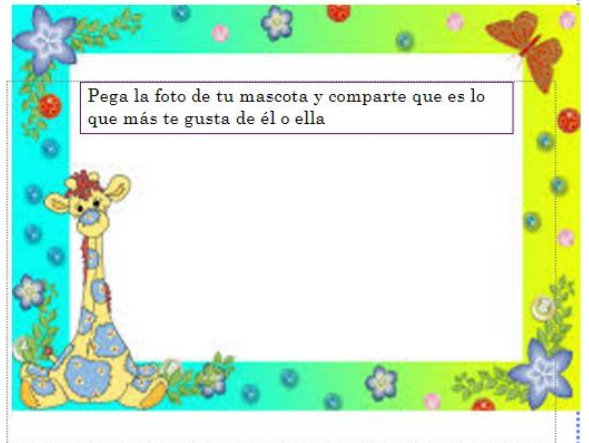 Pega la foto de tu mascota y comparte que es lo
que más te gusta de él o ella